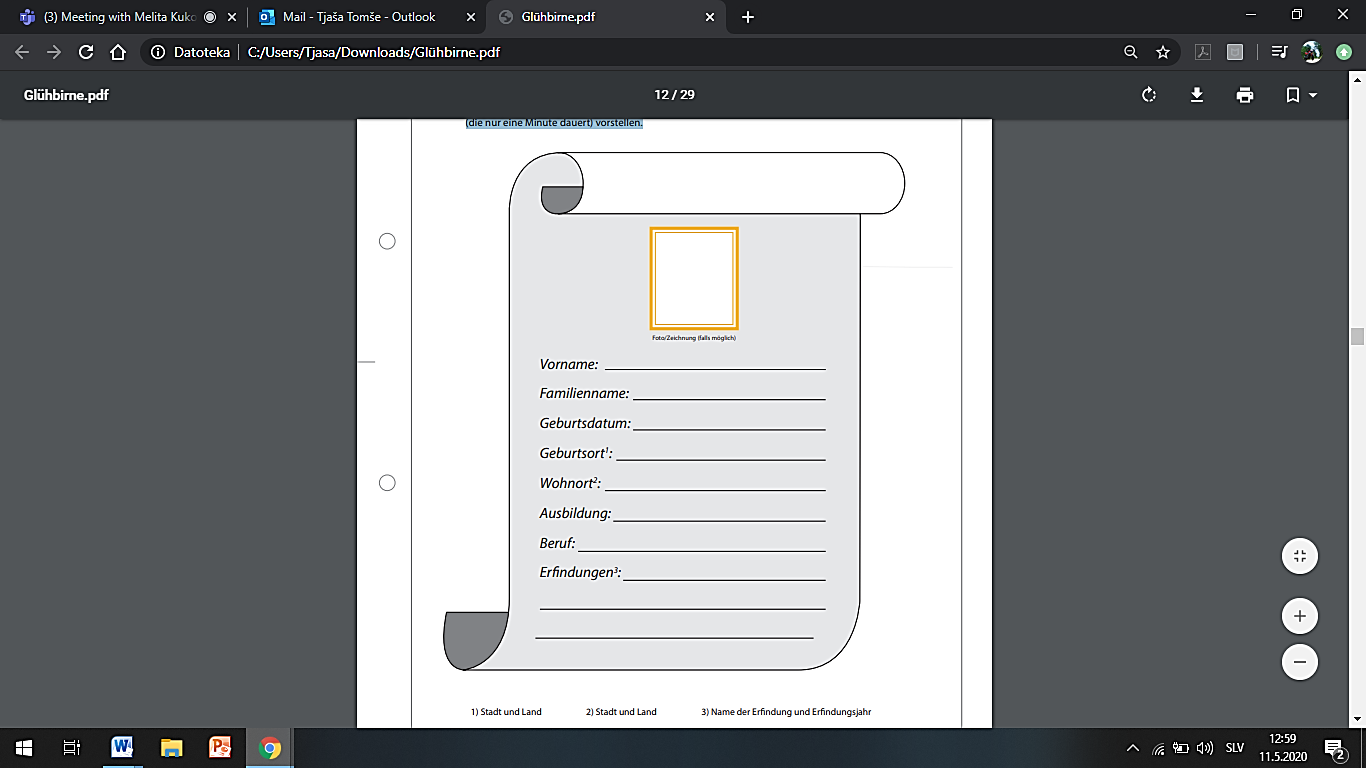 (3) Meeting with Melita Kuko
Mail - Tjaša Tomše - Outlook
Glühbirne.pdf
Datoteka
C:/Users/Tjasa/Downloads/Glühbirne.pdf
Glühbirne.pdf
12 / 29
(die nur eine Minute dauert) vorstellen.
Foto/Zeichnung (falls möglich)
Vorname:
Familienname:
Geburtsdatum:
Geburtsort¹:
Wohnort²:
Ausbildung:
Beruf:
Erfindungen³:
1) Stadt und Land 2) Stadt und Land 3) Name der Erfindung und Erfindungsjahr
SLV
12:59
11.5.2020
2